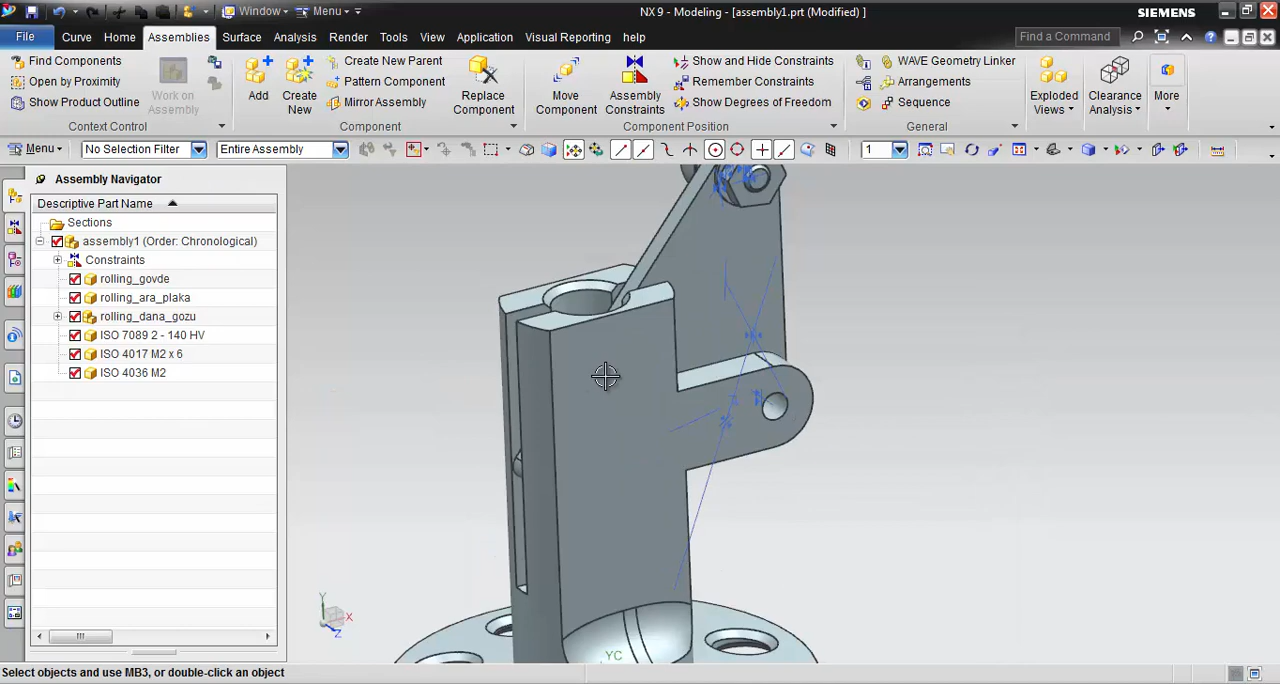 NX 9 - Modeling - [assembly1.prt (Modified) ]
SIEMENS
Window
Menu
File
Curve
Home
Assemblies
Surface
Analysis
Render
Tools
View
Application
Visual Reporting
help
Find a Command
Find Components
Open by Proximity
Show Product Outline
Work on
Assembly
Context Control
Add
Create
New
Create New Parent
Pattern Component
Mirror Assembly
Replace
Component
Component
Move
Component
Assembly
Constraints
Show and Hide Constraints
Remember Constraints
Show Degrees of Freedom
Component Position
WAVE Geometry Linker
Arrangements
Sequence
General
Exploded
Views
Clearance
Analysis
More
Menu
No Selection Filter
Entire Assembly
1
Assembly Navigator
Descriptive Part Name
Sections
assembly1 (Order: Chronological)
Constraints
rolling_govde
rolling_ara_plaka
rolling_dana_gozu
ISO 7089 2 - 140 HV
ISO 4017 M2 x 6
ISO 4036 M2
Y
X
Z
YC
Select objects and use MB3, or double-click an object